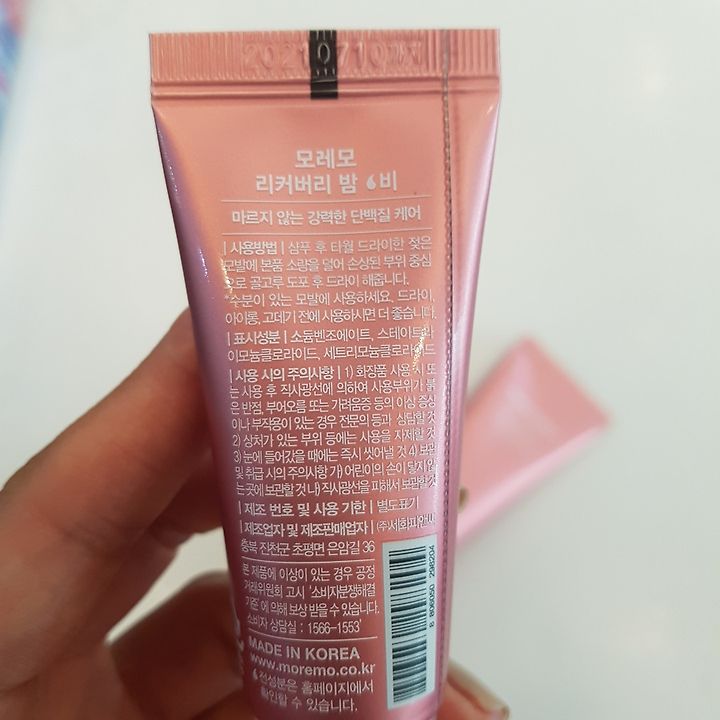 20210710까지
모레모
리커버리 밤 비
마르지 않는 강력한 단백질 케어
| 사용방법 | 샴푸 후 타월 드라이한 젖은
모발에 본품 소량을 덜어 손상된 부위 중심
으로 골고루 도포 후 드라이 해줍니다.
*수분이 있는 모발에 사용하세요. 드라이,
아이롱, 고데기 전에 사용하시면 더 좋습니다.
| 표시성분 | 소듐벤조에이트, 스테아트라
이모늄클로라이드, 세트리모늄클로라이드
| 사용 시의 주의사항 | 1) 화장품 사용 시 또
는 사용 후 직사광선에 의하여 사용부위가 붉
은 반점, 부어오름 또는 가려움증 등의 이상 증상
이나 부작용이 있는 경우 전문의 등과 상담할 것
2) 상처가 있는 부위 등에는 사용을 자제할 것
3) 눈에 들어갔을 때에는 즉시 씻어낼 것 4) 보관
및 취급 시의 주의사항 가) 어린이의 손이 닿지 않
는 곳에 보관할 것 나) 직사광선을 피해서 보관할 것
| 제조 번호 및 사용 기한 | 별도표기
| 제조업자 및 제조판매업자 | (주)세화피앤씨
충북 진천군 초평면 은암길 36
본 제품에 이상이 있는 경우 공정
거래위원회 고시 '소비자분쟁해결
기준'에 의해 보상 받을 수 있습니다.
소비자 상담실 : 1566-1553'
MADE IN KOREA
www.moremo.co.kr
전성분은 홈페이지에서
확인할 수 있습니다.
8 806050 298204